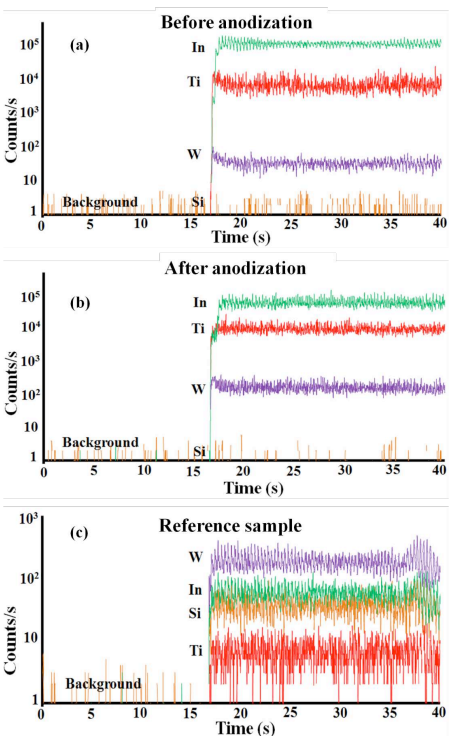 Before anodization
(a)
Counts/s
10⁵
10⁴
10³
10²
10
1
In
Ti
W
Background
Si
15 20 25 30 35 40
Time (s)
After anodization
(b)
Counts/s
10⁵
10⁴
10³
10²
10
1
In
Ti
W
Background
Si
0 5 10 15 20 25 30 35 40
Time (s)
Reference sample
(c)
Counts/s
10³
10²
10
1
W
In
Si
Ti
Background
0 5 10 15 20 25 30 35 40
Time (s)